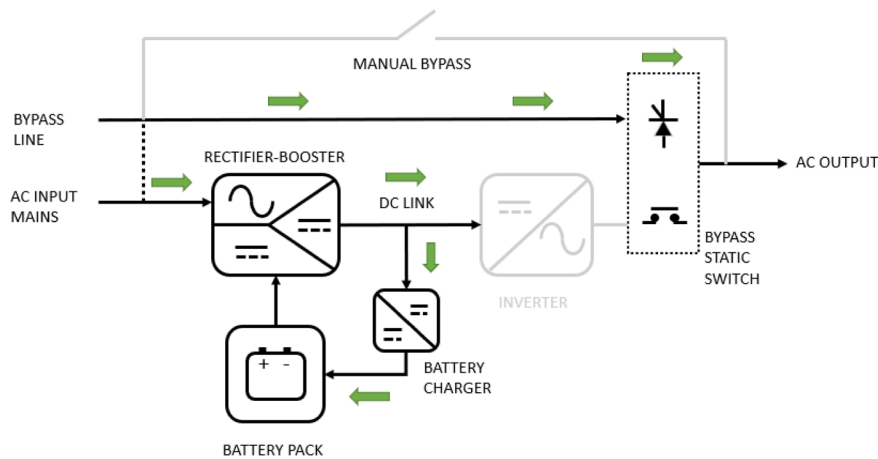 MANUAL BYPASS
BYPASS
LINE
RECTIFIER-BOOSTER
AC OUTPUT
AC INPUT
MAINS
DC LINK
BYPASS
STATIC
SWITCH
INVERTER
+ -
BATTERY
CHARGER
BATTERY PACK